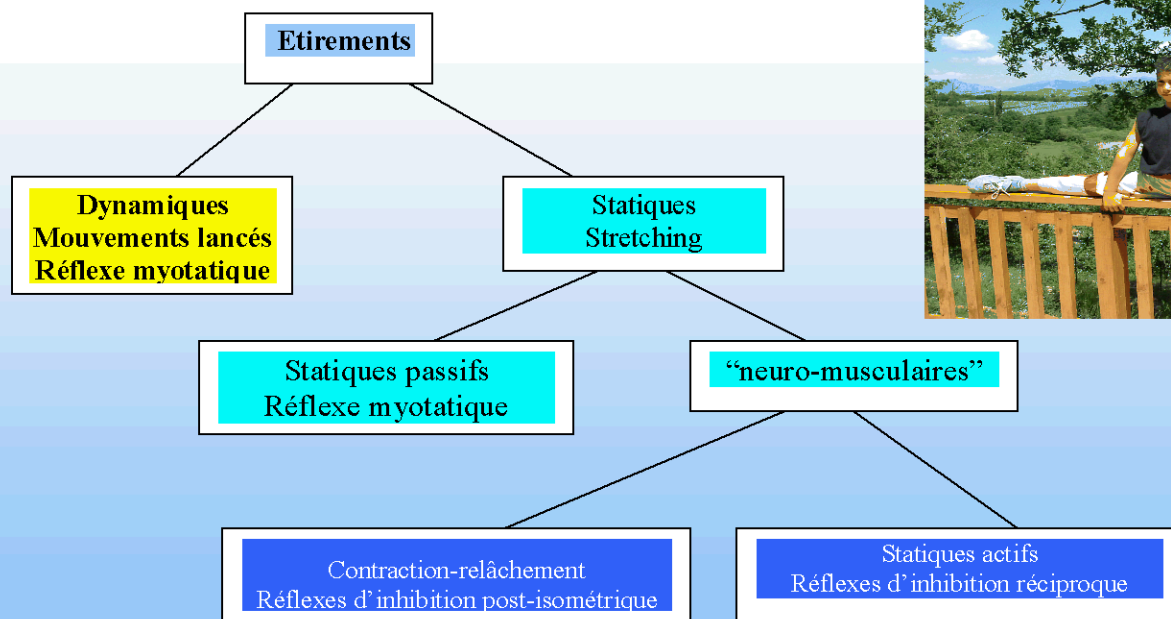 Etirements
Dynamiques
Mouvements lancés
Réflexe myotatique
Statiques
Stretching
Statiques passifs
Réflexe myotatique
“neuro-musculaires”
Contraction-relâchement
Réflexes d’inhibition post-isométrique
Statiques actifs
Réflexes d’inhibition réciproque